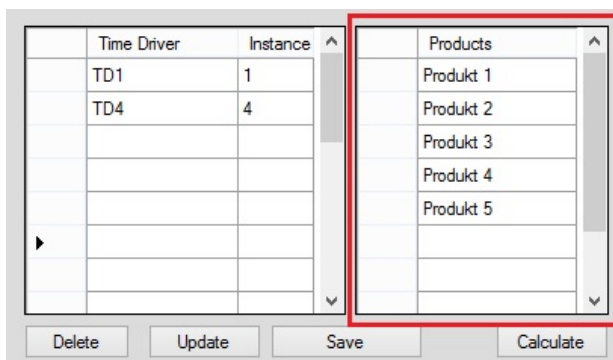 Time Driver Instance Products
TD1 1 Produkt 1
TD4 4 Produkt 2
Produkt 3
Produkt 4
Produkt 5
Delete Update Save Calculate